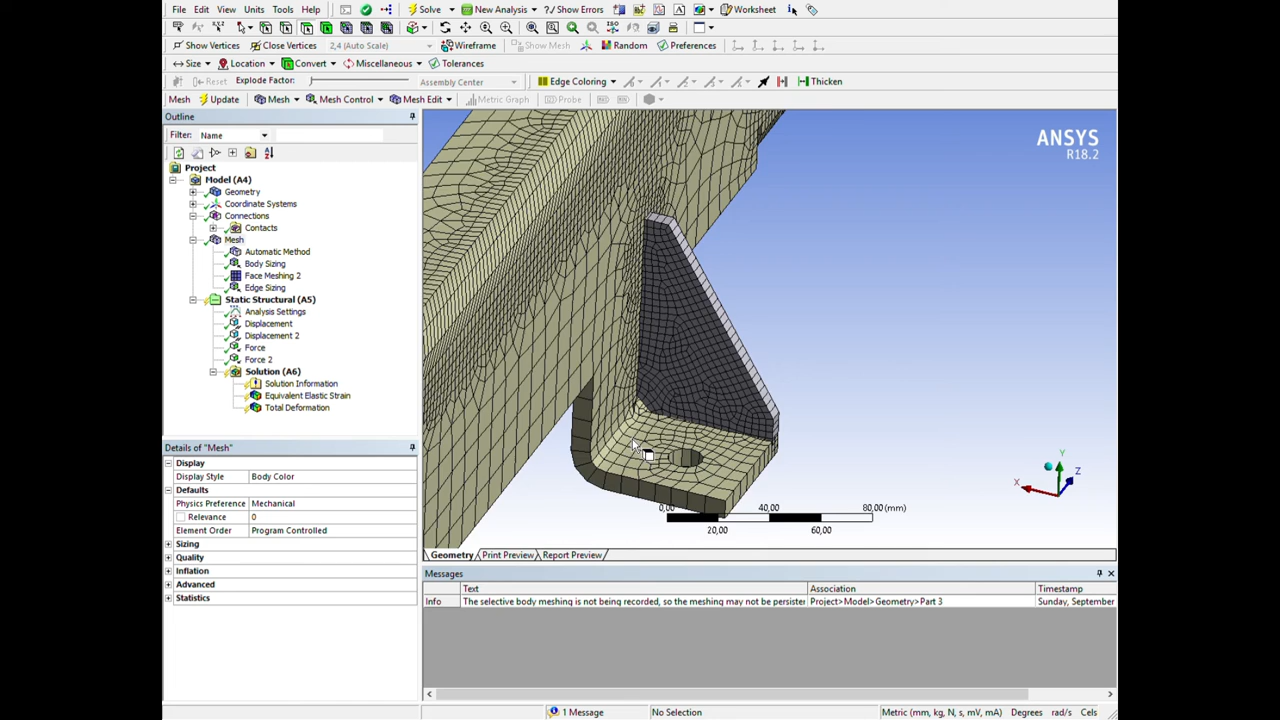 File Edit View Units Tools Help Solve New Analysis Show Errors Worksheet
Show Vertices Close Vertices 2,4 (Auto Scale) Wireframe Show Mesh Random Preferences
Size Location Convert Miscellaneous Tolerances
Reset Explode Factor: Assembly Center Edge Coloring Thicken
Mesh Update Mesh Mesh Control Mesh Edit Metric Graph Probe
Outline
Filter: Name
Project
Model (A4)
Geometry
Coordinate Systems
Connections
Contacts
Mesh
Automatic Method
Body Sizing
Face Meshing 2
Edge Sizing
Static Structural (A5)
Analysis Settings
Displacement
Displacement 2
Force
Force 2
Solution (A6)
Solution Information
Equivalent Elastic Strain
Total Deformation
Details of "Mesh"
Display
Display Style Body Color
Defaults
Physics Preference Mechanical
Relevance 0
Element Order Program Controlled
Sizing
Quality
Inflation
Advanced
Statistics
ANSYS
R18.2
Y
Z
X
0,00 40,00 80,00 (mm)
20,00 60,00
Geometry Print Preview Report Preview
Messages
Text Association Timestamp
Info The selective body meshing is not being recorded, so the meshing may not be persister Project>Model>Geometry>Part 3 Sunday, September
1 Message No Selection Metric (mm, kg, N, s, mV, mA) Degrees rad/s Cels